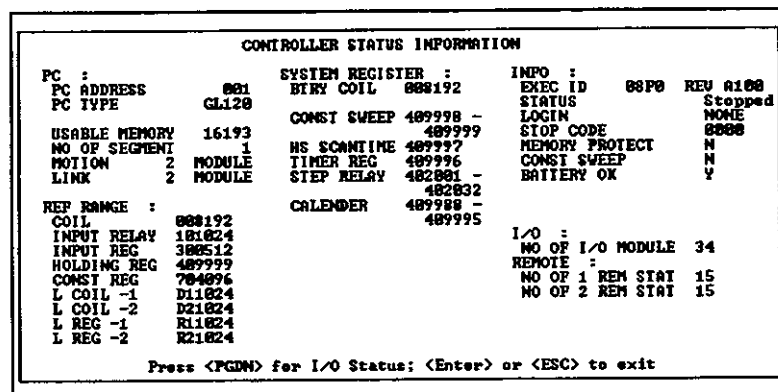 CONTROLLER STATUS INFORMATION
PC :
PC ADDRESS 001
PC TYPE GL120
USABLE MEMORY 16193
NO OF SEGMENT 1
MOTION 2 MODULE
LINK 2 MODULE
REF RANGE :
COIL 008192
INPUT RELAY 101024
INPUT REG 300512
HOLDING REG 409999
CONST REG 704096
L COIL -1 D11024
L COIL -2 D21024
L REG -1 R11024
L REG -2 R21024
SYSTEM REGISTER :
BTRY COIL 008192
CONST SWEEP 409998 -
409999
HS SCANTIME 409997
TIMER REG 409996
STEP RELAY 402001 -
402032
CALENDER 409988 -
409995
INFO :
EXEC ID 08P0 REV A100
STATUS Stopped
LOGIN NONE
STOP CODE 0000
MEMORY PROTECT N
CONST SWEEP N
BATTERY OK Y
I/O :
NO OF I/O MODULE 34
REMOTE :
NO OF 1 REM STAT 15
NO OF 2 REM STAT 15
Press <PGDN> for I/O Status; <Enter> or <ESC> to exit